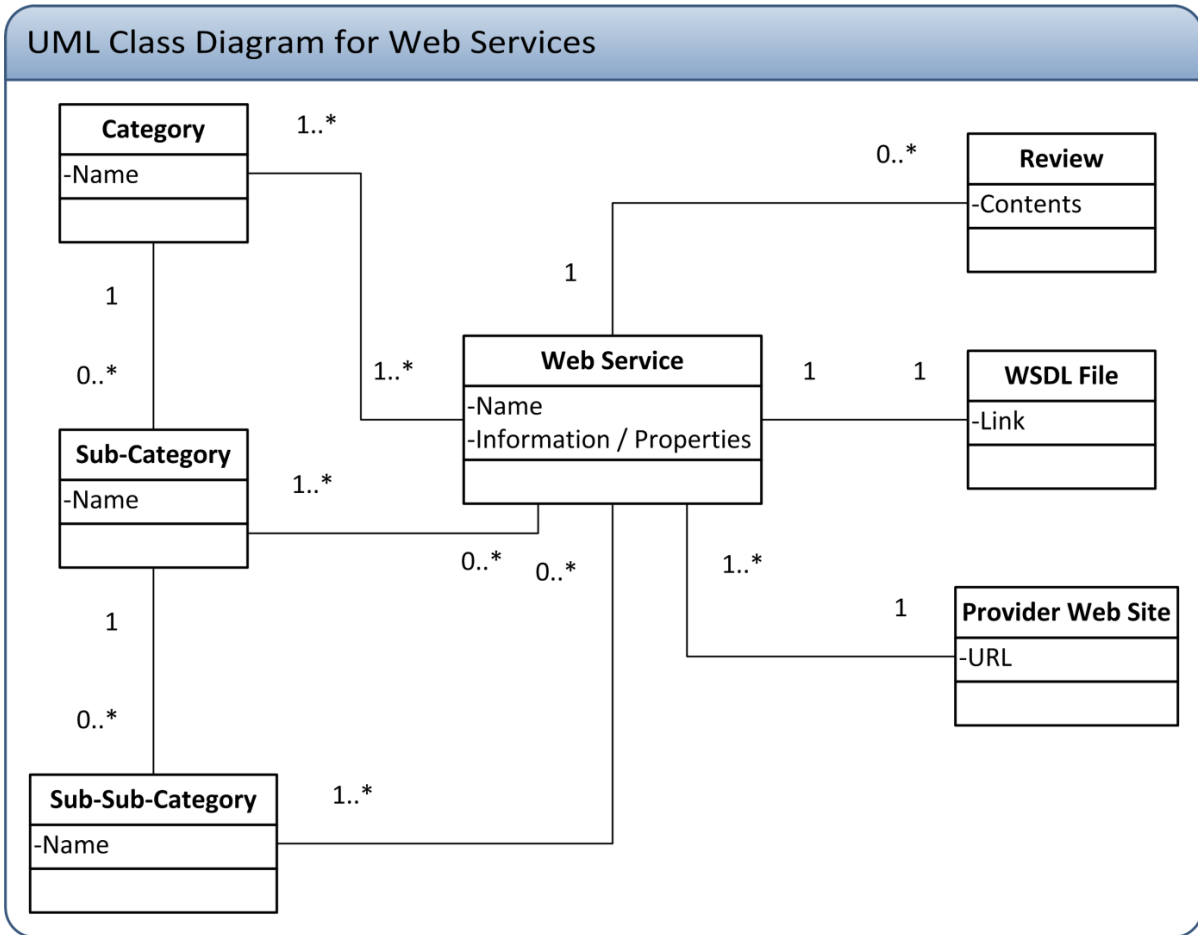 UML Class Diagram for Web Services
Category
-Name
1..*
1
0..*
Sub-Category
-Name
1..*
1
0..*
Sub-Sub-Category
-Name
1..*
1..*
Web Service
-Name
-Information / Properties
0..*
0..*
1
0..*
Review
-Contents
1
1
WSDL File
-Link
1..*
1
Provider Web Site
-URL